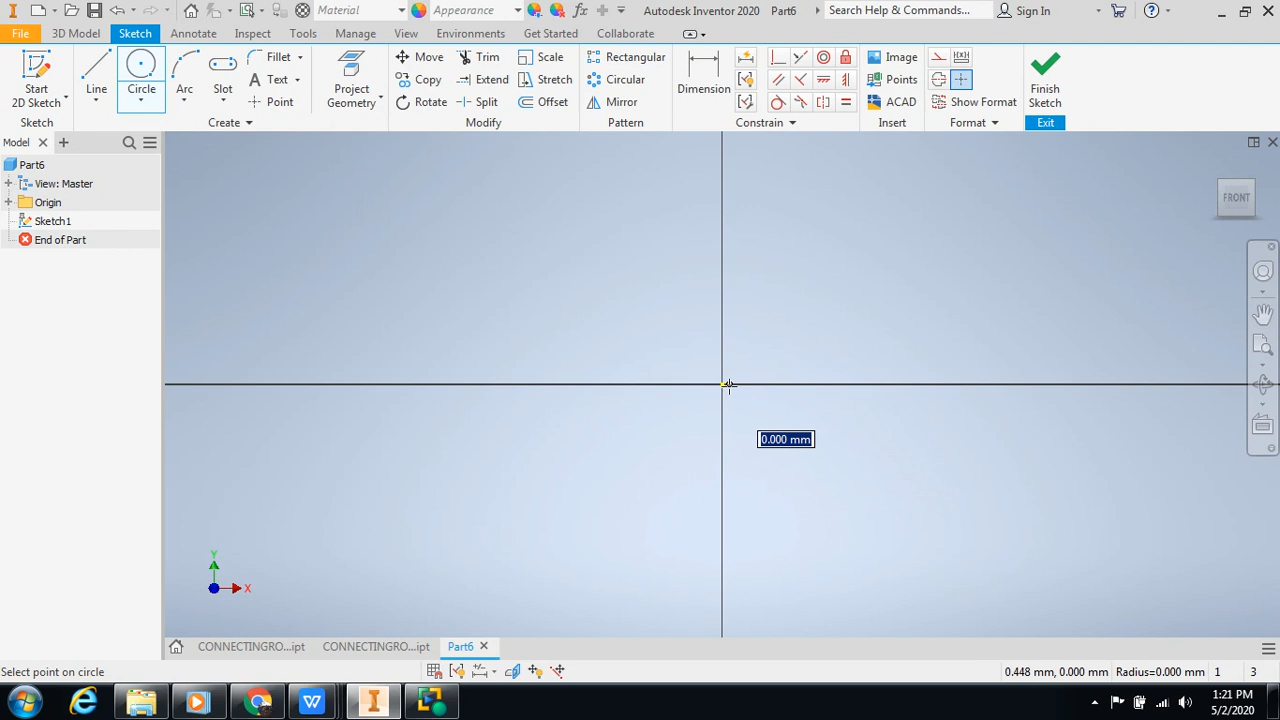 Material
Appearance
Autodesk Inventor 2020 Part6
Search Help & Commands...
Sign In
File
3D Model
Sketch
Annotate
Inspect
Tools
Manage
View
Environments
Get Started
Collaborate
Start
2D Sketch
Line
Circle
Arc
Slot
Fillet
Text
Point
Project
Geometry
Move
Copy
Rotate
Trim
Extend
Split
Scale
Stretch
Offset
Rectangular
Circular
Mirror
Dimension
Image
Points
ACAD
Show Format
Finish
Sketch
Sketch
Create
Modify
Pattern
Constrain
Insert
Format
Exit
Model
Part6
View: Master
Origin
Sketch1
End of Part
FRONT
0.000 mm
Y
X
CONNECTINGRO...ipt
CONNECTINGRO...ipt
Part6
Select point on circle
0.448 mm, 0.000 mm
Radius=0.000 mm
1
3
1:21 PM
5/2/2020